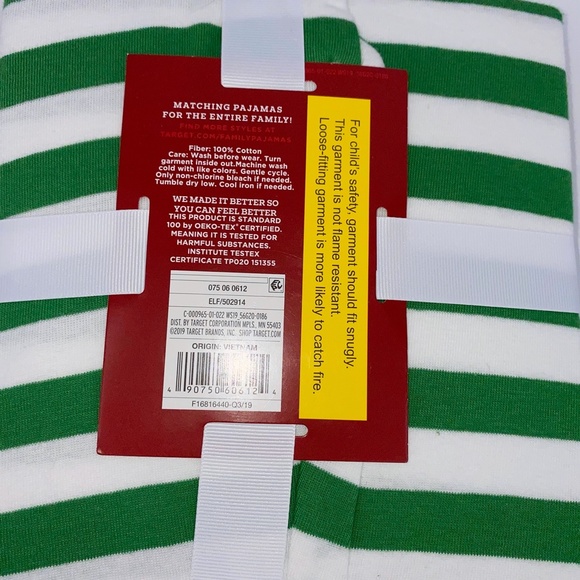 MATCHING PAJAMAS
FOR THE ENTIRE FAMILY!
FIND MORE STYLES AT
TARGET.COM/FAMILYPAJAMAS
Fiber: 100% Cotton
Care: Wash before wear. Turn
garment inside out.Machine wash
cold with like colors. Gentle cycle.
Only non-chlorine bleach if needed.
Tumble dry low. Cool iron if needed.
WE MADE IT BETTER SO
YOU CAN FEEL BETTER
THIS PRODUCT IS STANDARD
100 by OEKO-TEX® CERTIFIED.
MEANING IT IS TESTED FOR
HARMFUL SUBSTANCES.
INSTITUTE TESTEX
CERTIFICATE TP020 151355
075 06 0612
ELF/502914
C-000965-01-022 WS19_56G20-0186
DIST. BY TARGET CORPORATION MPLS., MN 55403
©2019 TARGET BRANDS, INC. SHOP TARGET.COM
ORIGIN: VIETNAM
4 90750 60612 4
F16816440-Q3/19
For child's safety, garment should fit snugly.
This garment is not flame resistant.
Loose-fitting garment is more likely to catch fire.